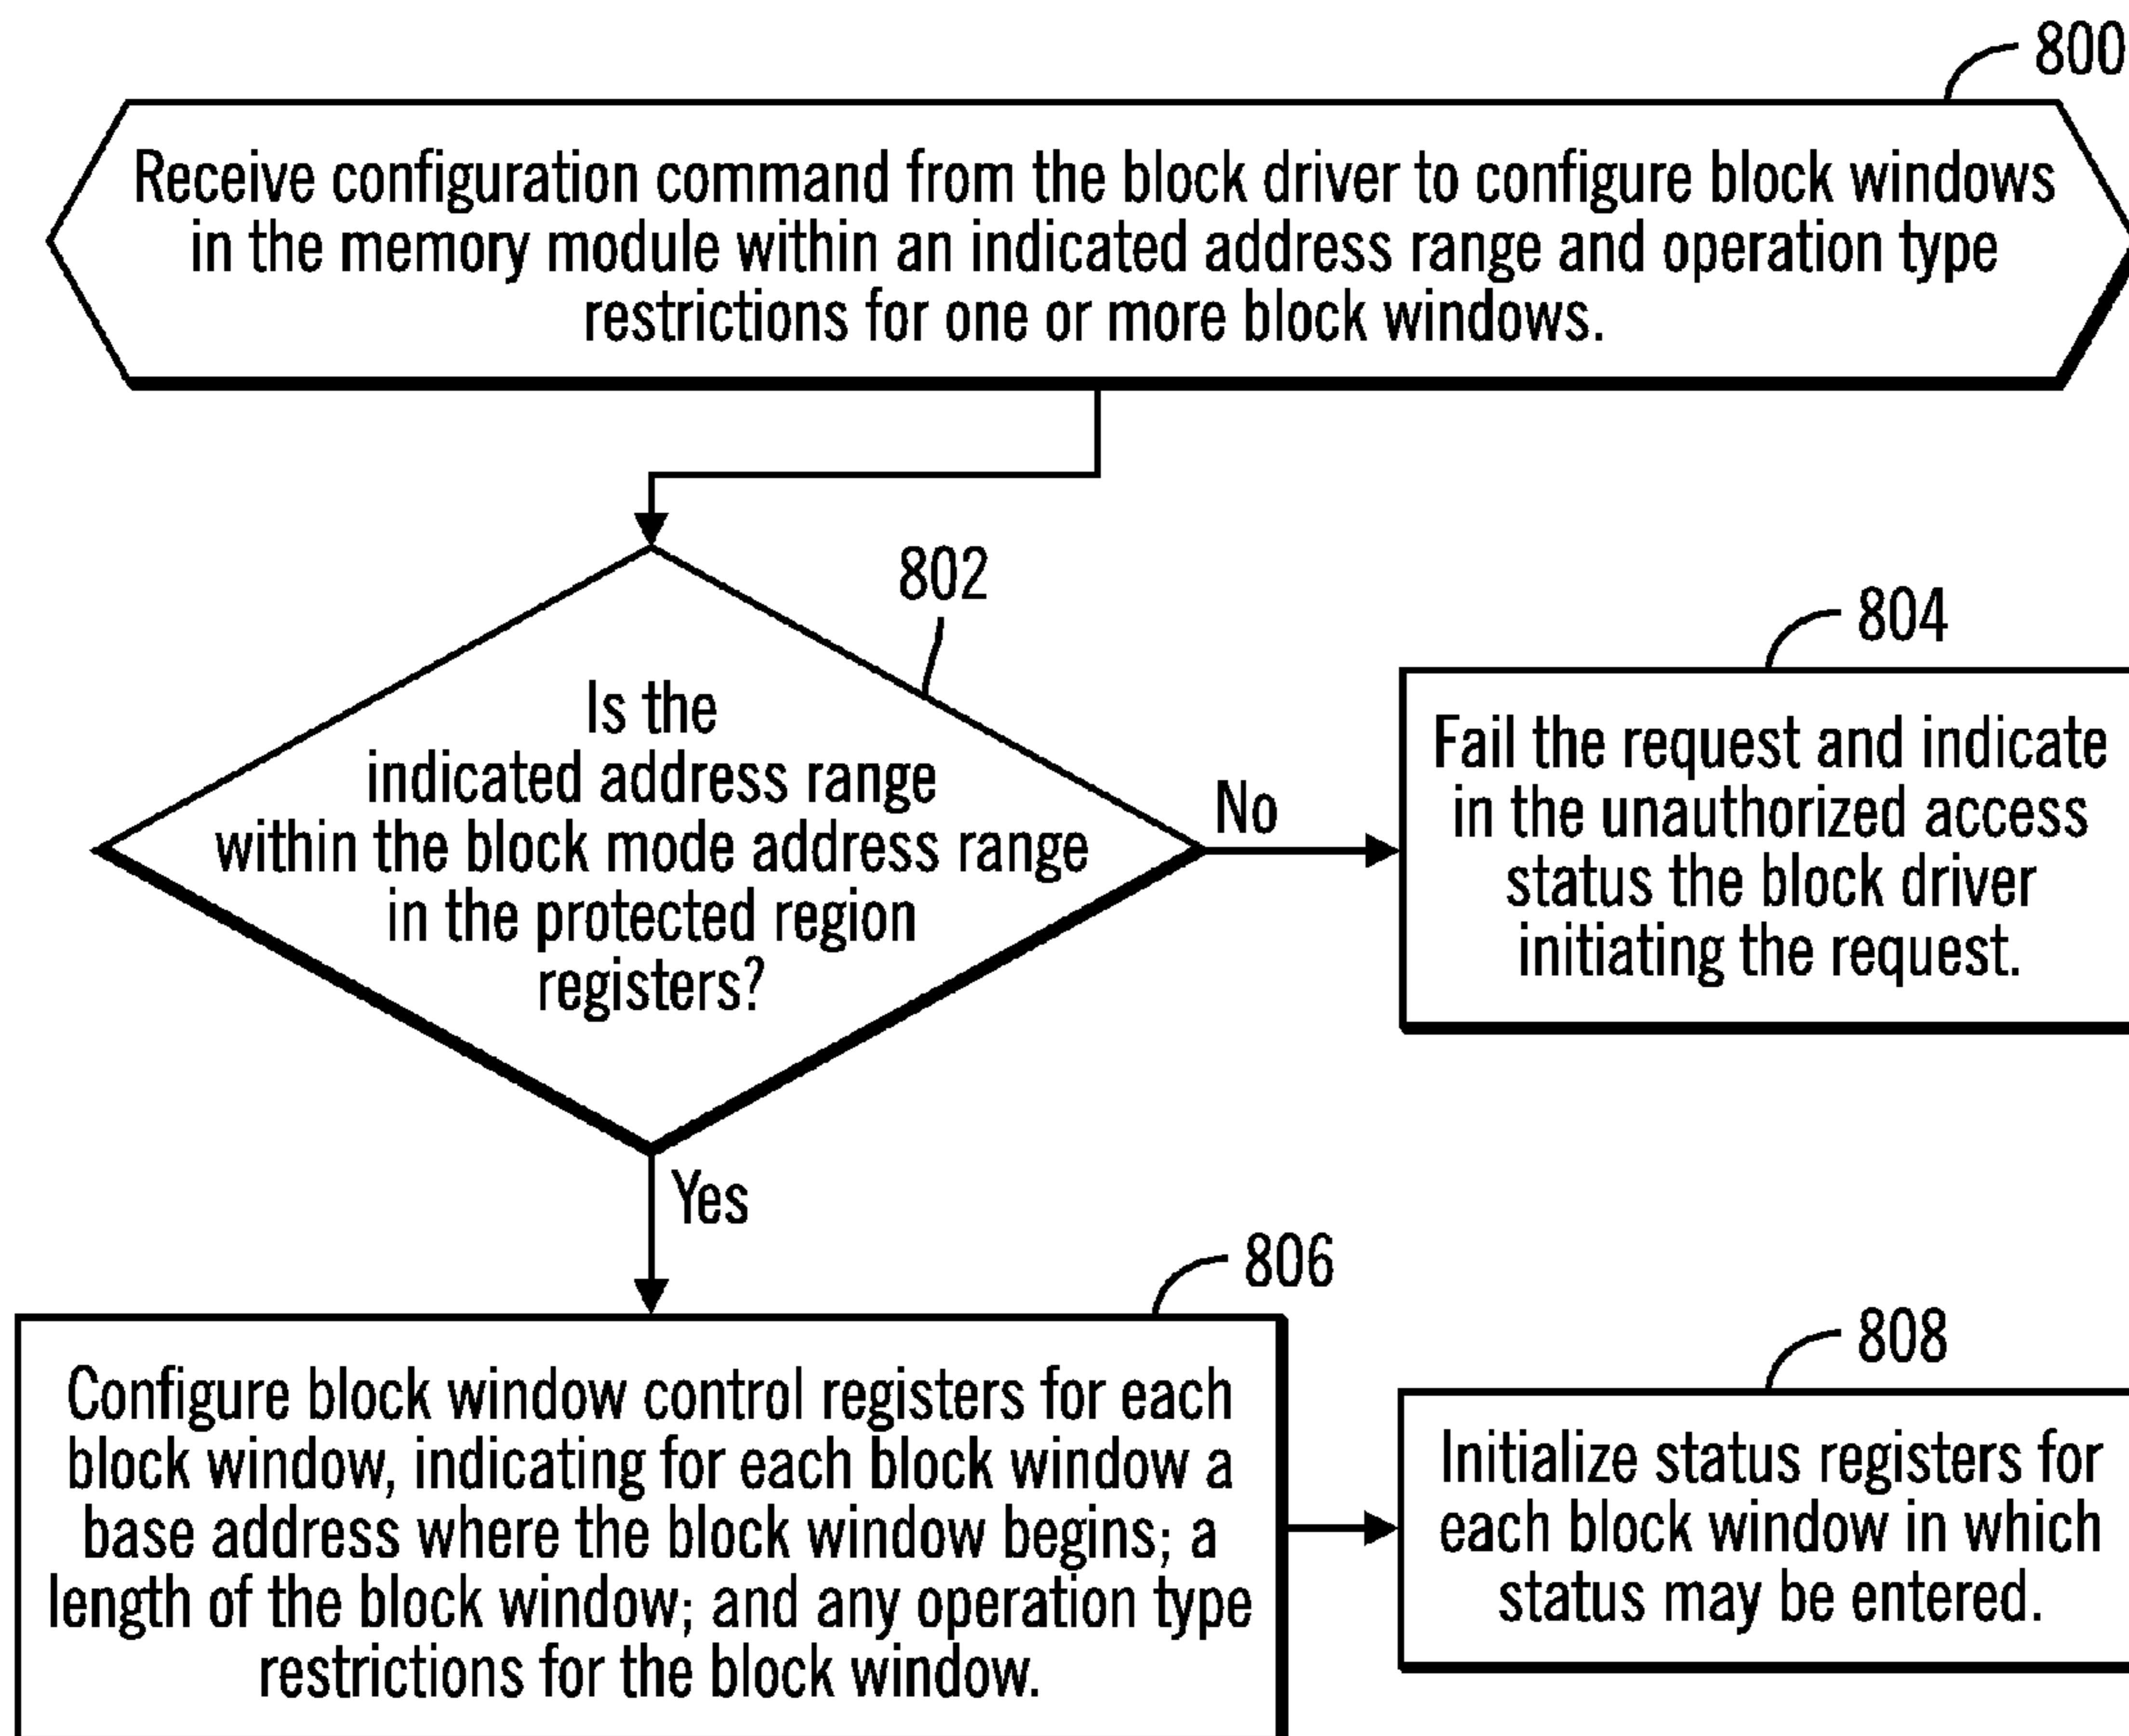 800
Receive configuration command from the block driver to configure block windows
in the memory module within an indicated address range and operation type
restrictions for one or more block windows.
802
Is the
indicated address range
within the block mode address range
in the protected region
registers?
No
804
Fail the request and indicate
in the unauthorized access
status the block driver
initiating the request.
Yes
806
Configure block window control registers for each
block window, indicating for each block window a
base address where the block window begins; a
length of the block window; and any operation type
restrictions for the block window.
808
Initialize status registers for
each block window in which
status may be entered.